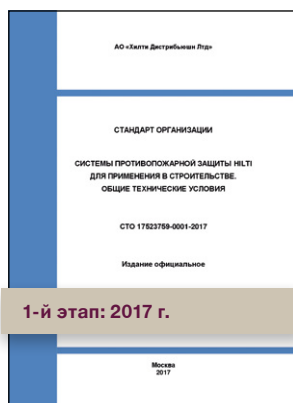 АО «Хилти Дистрибьюшн Лтд»
СТАНДАРТ ОРГАНИЗАЦИИ
СИСТЕМЫ ПРОТИВОПОЖАРНОЙ ЗАЩИТЫ HILTI
ДЛЯ ПРИМЕНЕНИЯ В СТРОИТЕЛЬСТВЕ.
ОБЩИЕ ТЕХНИЧЕСКИЕ УСЛОВИЯ
СТО 17523759-0001-2017
Издание официальное
1-й этап: 2017 г.
Москва
2017